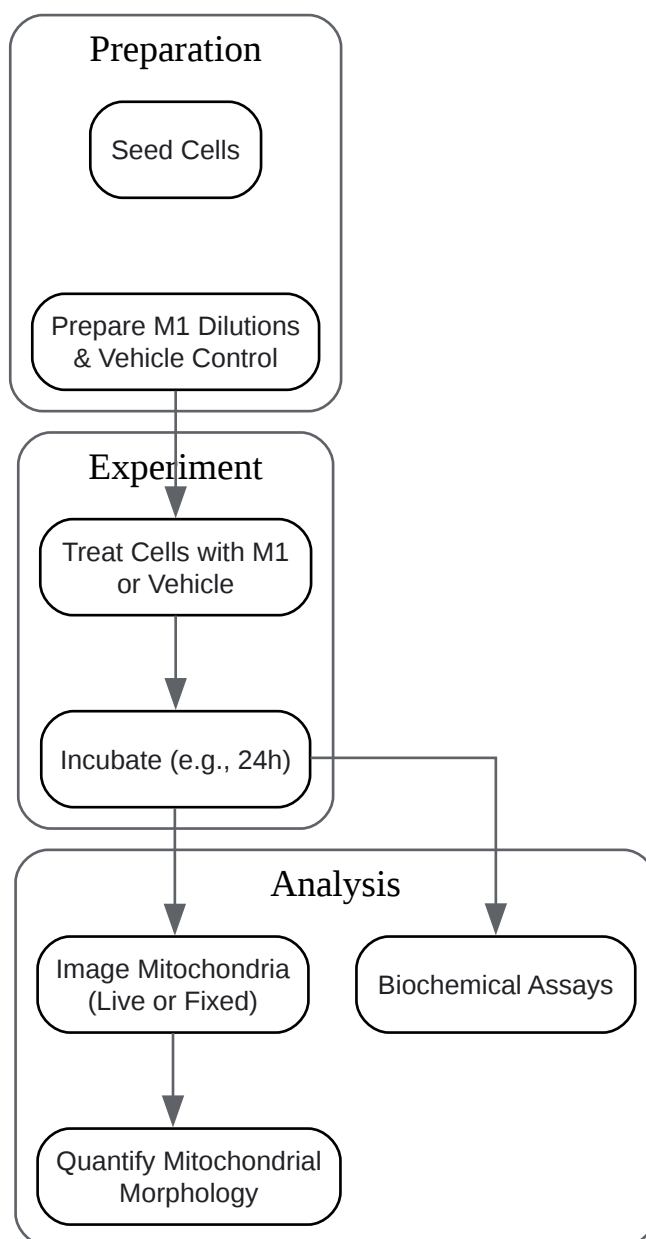 Preparation
Seed Cells
Prepare M1 Dilutions
& Vehicle Control
Experiment
Treat Cells with M1
or Vehicle
Incubate (e.g., 24h)
Analysis
Image Mitochondria
(Live or Fixed)
Biochemical Assays
Quantify Mitochondrial
Morphology